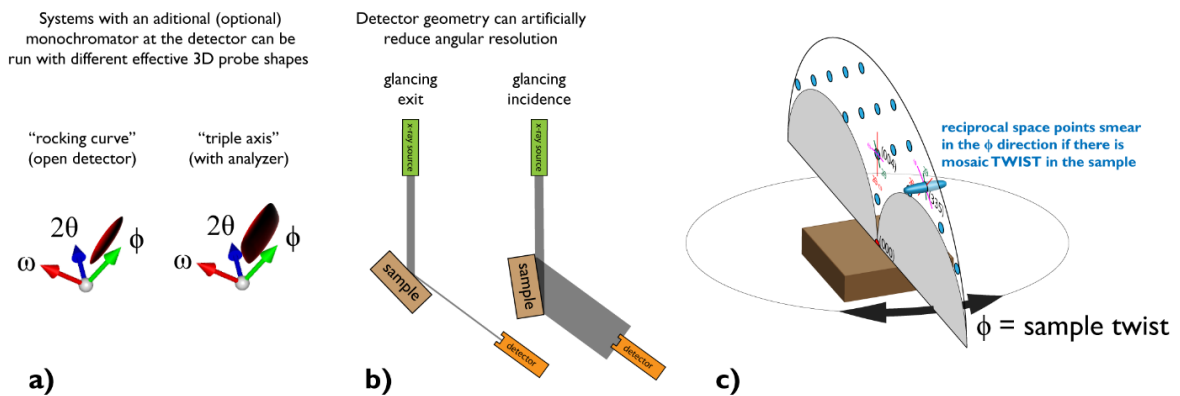 Systems with an aditional (optional)
monochromator at the detector can be
run with different effective 3D probe shapes
"rocking curve"
(open detector)
"triple axis"
(with analyzer)
2θ
ϕ
ω
2θ
ϕ
ω
a)
Detector geometry can artificially
reduce angular resolution
glancing
exit
glancing
incidence
x-ray source
x-ray source
sample
sample
detector
detector
b)
reciprocal space points smear
in the ϕ direction if there is
mosaic TWIST in the sample
(004)
(335)
(000)
ϕ = sample twist
c)